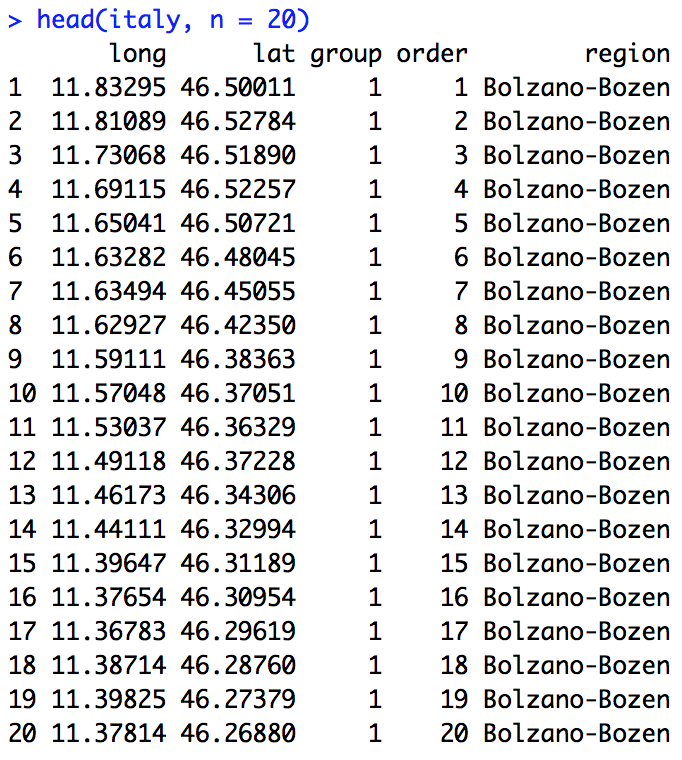 > head(italy, n = 20)
long lat group order region
1 11.83295 46.50011 1 1 Bolzano-Bozen
2 11.81089 46.52784 1 2 Bolzano-Bozen
3 11.73068 46.51890 1 3 Bolzano-Bozen
4 11.69115 46.52257 1 4 Bolzano-Bozen
5 11.65041 46.50721 1 5 Bolzano-Bozen
6 11.63282 46.48045 1 6 Bolzano-Bozen
7 11.63494 46.45055 1 7 Bolzano-Bozen
8 11.62927 46.42350 1 8 Bolzano-Bozen
9 11.59111 46.38363 1 9 Bolzano-Bozen
10 11.57048 46.37051 1 10 Bolzano-Bozen
11 11.53037 46.36329 1 11 Bolzano-Bozen
12 11.49118 46.37228 1 12 Bolzano-Bozen
13 11.46173 46.34306 1 13 Bolzano-Bozen
14 11.44111 46.32994 1 14 Bolzano-Bozen
15 11.39647 46.31189 1 15 Bolzano-Bozen
16 11.37654 46.30954 1 16 Bolzano-Bozen
17 11.36783 46.29619 1 17 Bolzano-Bozen
18 11.38714 46.28760 1 18 Bolzano-Bozen
19 11.39825 46.27379 1 19 Bolzano-Bozen
20 11.37814 46.26880 1 20 Bolzano-Bozen